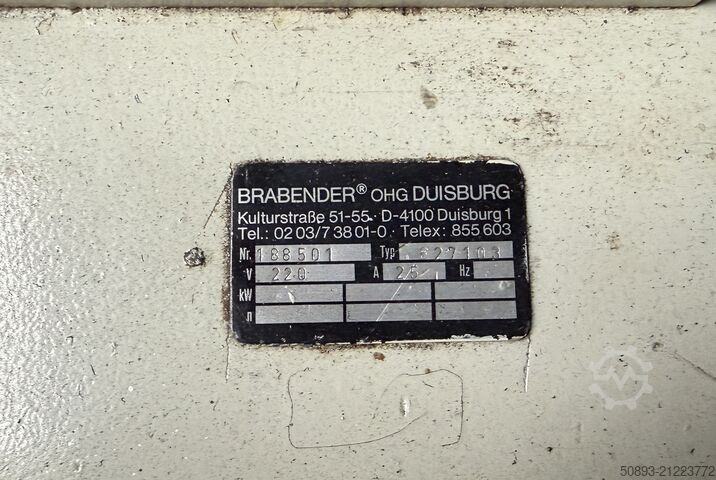 BRABENDER® OHG DUISBURG
Kulturstraße 51-55 · D-4100 Duisburg 1
Tel.: 02 03/7 38 01-0 · Telex: 855 603
Nr. 188501 Typ 827103
V 220 A 25 Hz
kW
n
50893-21223772